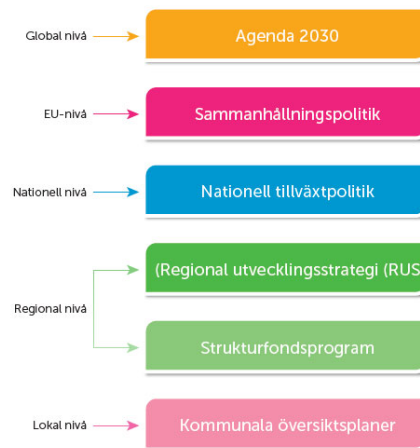 Global nivå
Agenda 2030
EU-nivå
Sammanhållningspolitik
Nationell nivå
Nationell tillväxtpolitik
(Regional utvecklingsstrategi (RUS
Regional nivå
Strukturfondsprogram
Lokal nivå
Kommunala översiktsplaner